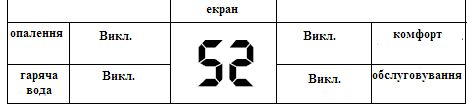 екран
опалення Викл. 52 Викл. комфорт
гаряча вода Викл. Викл. обслуговування